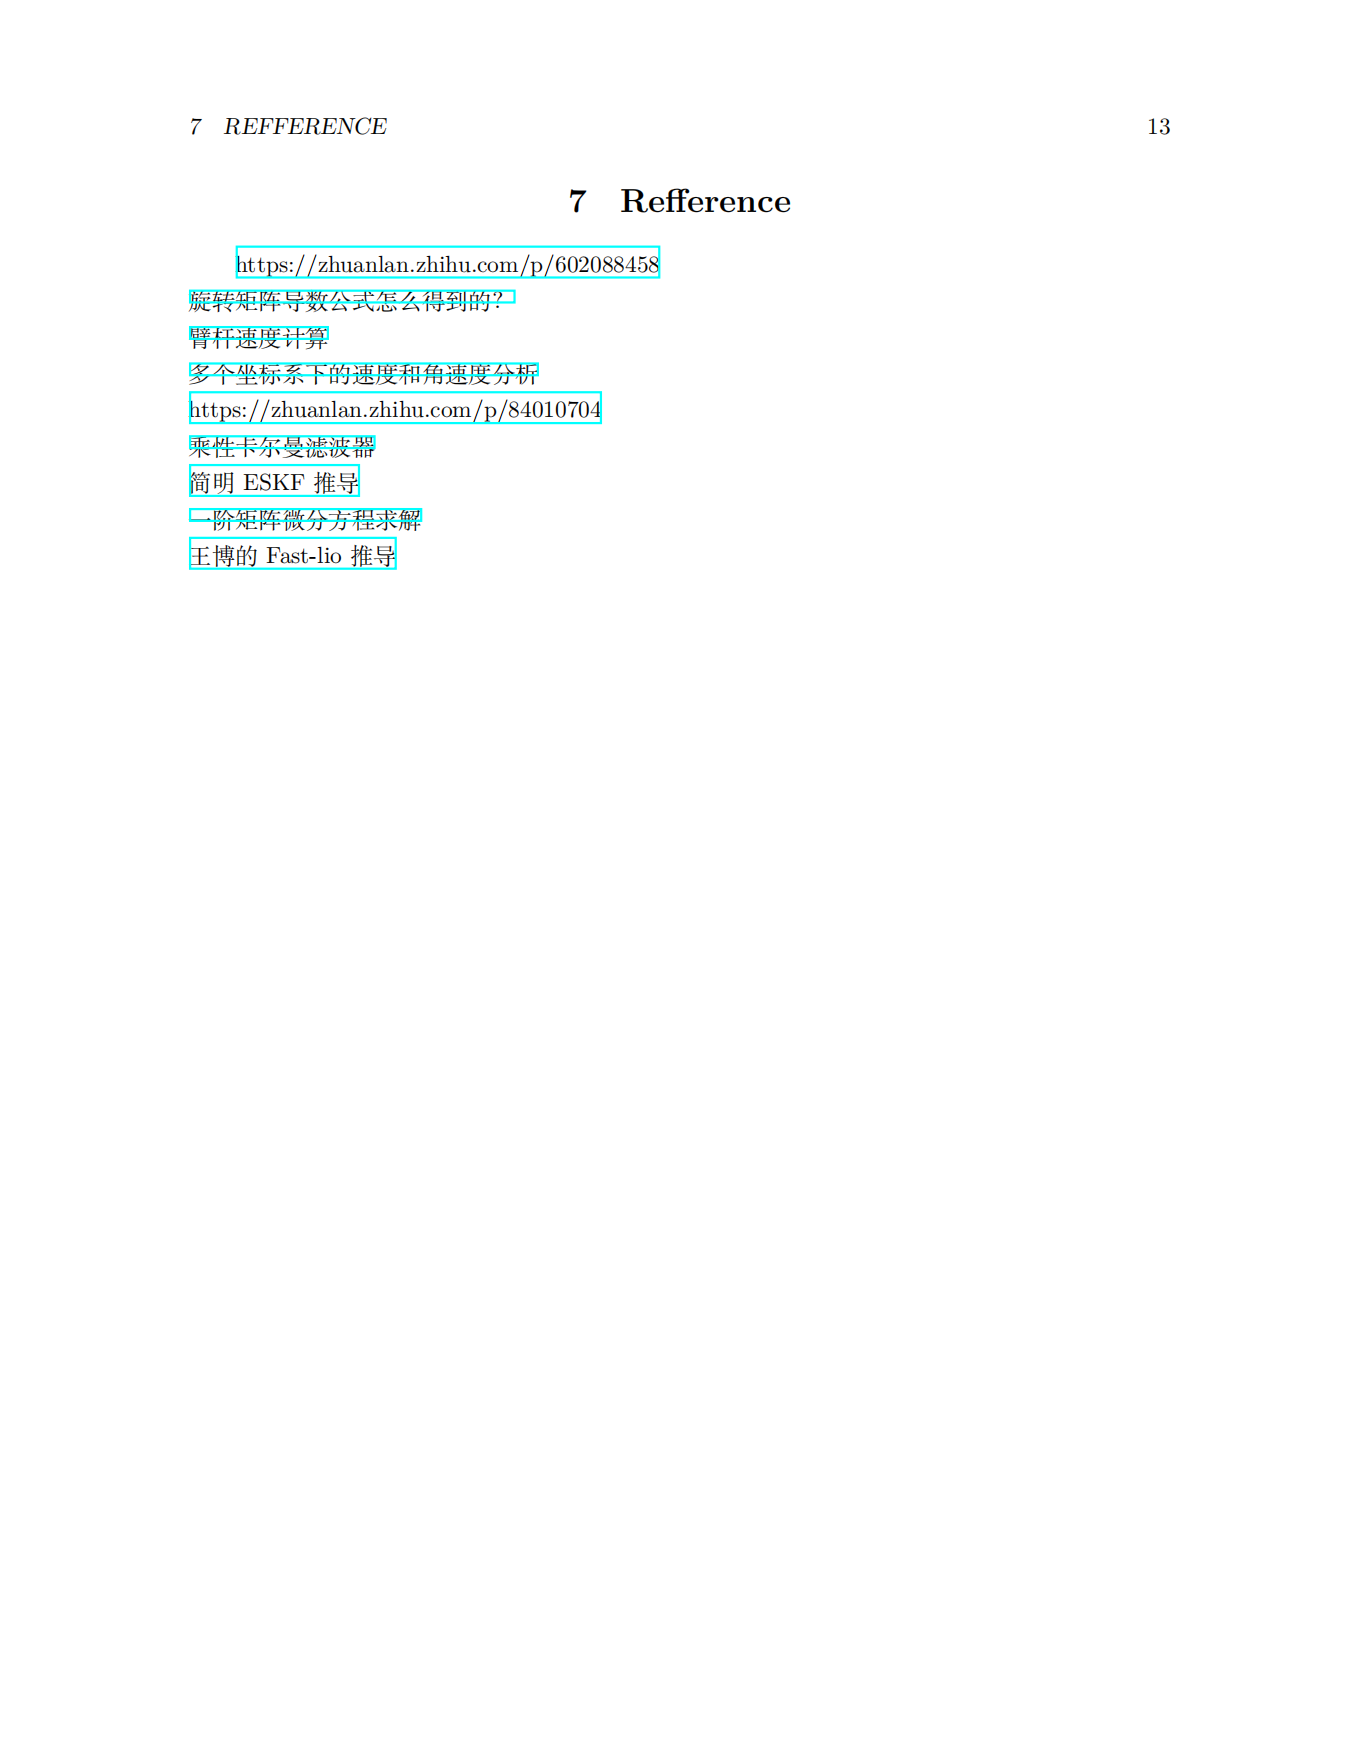 7 REFFERENCE 13
7 Refference
https://zhuanlan.zhihu.com/p/602088458
旋转矩阵导数公式怎么得到的？
臂杆速度计算
多个坐标系下的速度和角速度分析
https://zhuanlan.zhihu.com/p/84010704
乘性卡尔曼滤波器
简明 ESKF 推导
一阶矩阵微分方程求解
王博的 Fast-lio 推导